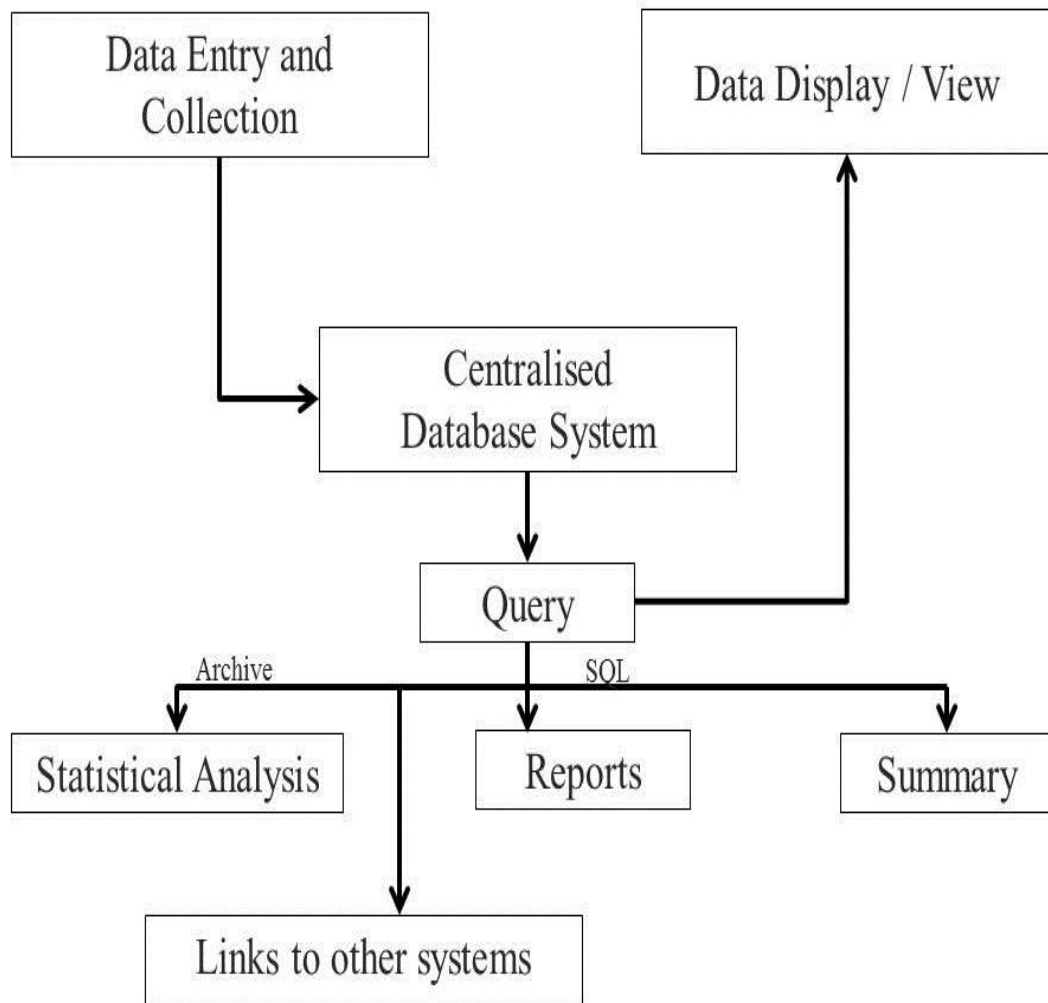 Data Entry and
Collection
Data Display / View
Centralised
Database System
Query
Archive
SQL
Statistical Analysis
Reports
Summary
Links to other systems